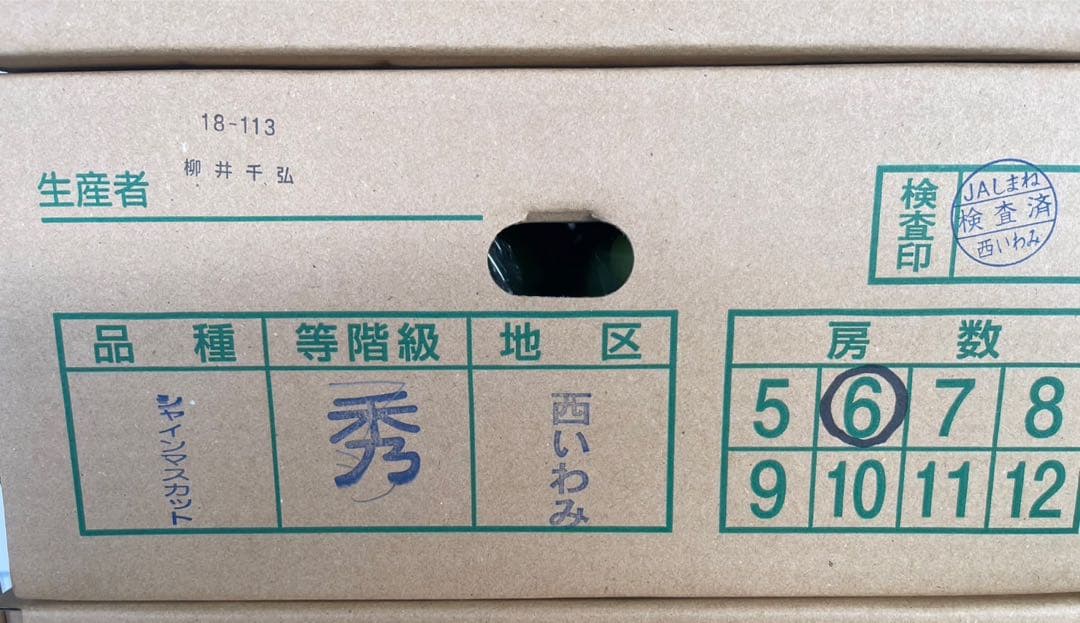 18-113
柳井千弘
生産者
検査印
JAしまね
検査済
西いわみ
品種 等階級 地区
シャインマスカット 秀 西いわみ
房数
5 6 7 8
9 10 11 12